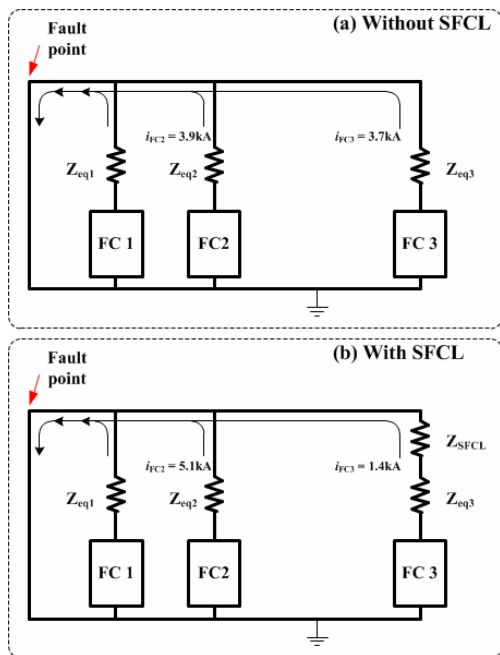 (a) Without SFCL
Fault
point
iFC2 = 3.9kA
iFC3 = 3.7kA
Zeq1
Zeq2
Zeq3
FC 1
FC2
FC 3
(b) With SFCL
Fault
point
ZSFCL
iFC2 = 5.1kA
iFC3 = 1.4kA
Zeq1
Zeq2
Zeq3
FC 1
FC2
FC 3